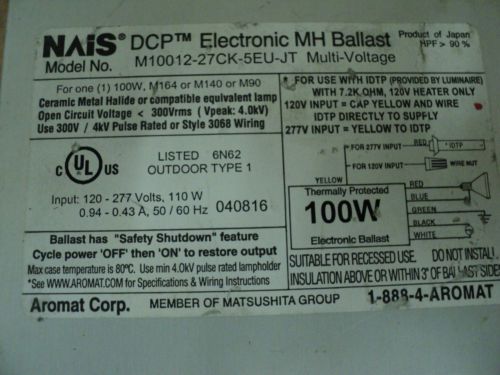 NAiS DCP™ Electronic MH Ballast
Product of Japan
HPF > 90 %
Model No. M10012-27CK-5EU-JT Multi-Voltage
For one (1) 100W, M164 or M140 or M90
Ceramic Metal Halide or compatible equivalent lamp
Open Circuit Voltage < 300Vrms ( Vpeak: 4.0kV)
Use 300V / 4kV Pulse Rated or Style 3068 Wiring
* FOR USE WITH IDTP (PROVIDED BY LUMINAIRE)
WITH 7.2K OHM, 120V HEATER ONLY
120V INPUT = CAP YELLOW AND WIRE
IDTP DIRECTLY TO SUPPLY
277V INPUT = YELLOW TO IDTP
C UL US
LISTED 6N62
OUTDOOR TYPE 1
Input: 120 - 277 Volts, 110 W
0.94 - 0.43 A, 50 / 60 Hz 040816
* FOR 277V INPUT IDTP
FOR 120V INPUT WIRE NUT
YELLOW
Thermally Protected
100W
Electronic Ballast
RED
BLUE
GREEN
BLACK
WHITE
Ballast has "Safety Shutdown" feature
Cycle power 'OFF' then 'ON' to restore output
Max case temperature is 80ºC. Use min 4.0kV pulse rated lampholder
*See WWW.AROMAT.COM for Specifications & Wiring Instructions
SUITABLE FOR RECESSED USE. DO NOT INSTALL
INSULATION ABOVE OR WITHIN 3" OF BALLAST SIDE
Aromat Corp. MEMBER OF MATSUSHITA GROUP 1-888-4-AROMAT